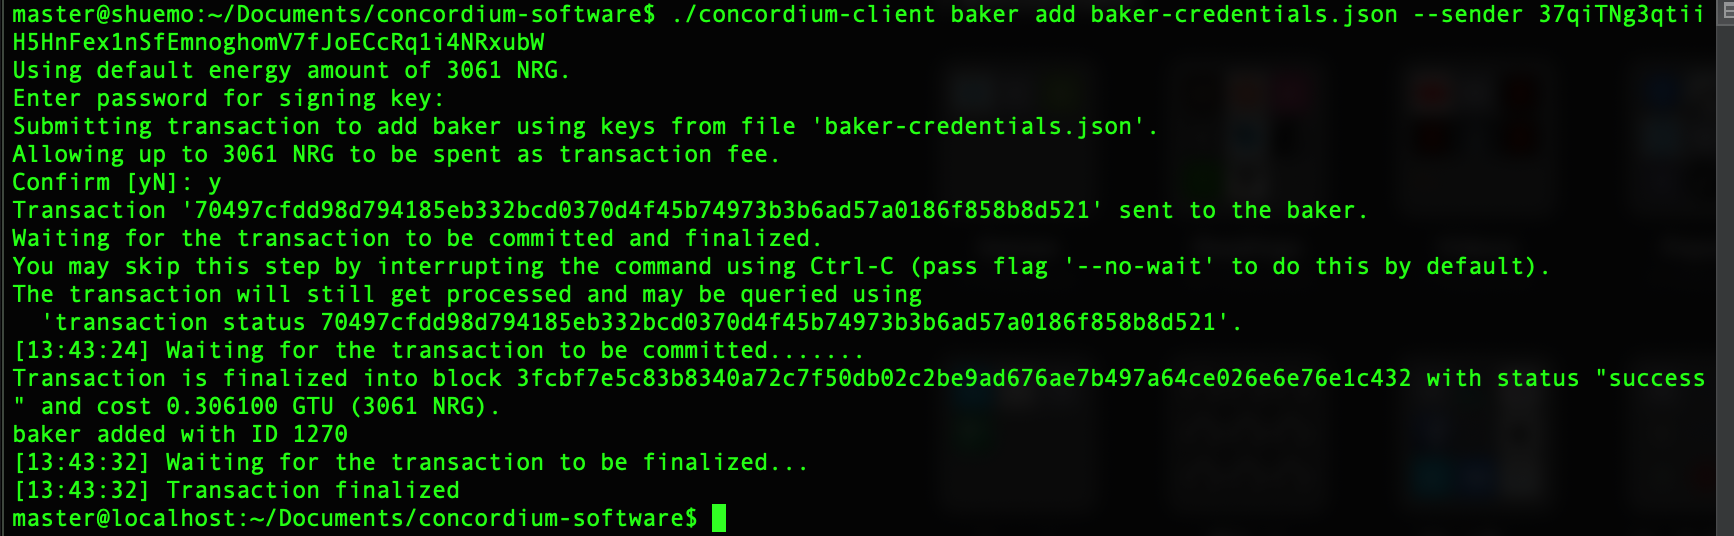 master@shuemo:~/Documents/concordium-software$ ./concordium-client baker add baker-credentials.json --sender 37qiTNg3qtii
H5HnFex1nSfEmnoghomV7fJoECcRq1i4NRxubW
Using default energy amount of 3061 NRG.
Enter password for signing key:
Submitting transaction to add baker using keys from file 'baker-credentials.json'.
Allowing up to 3061 NRG to be spent as transaction fee.
Confirm [yN]: y
Transaction '70497cfdd98d794185eb332bcd0370d4f45b74973b3b6ad57a0186f858b8d521' sent to the baker.
Waiting for the transaction to be committed and finalized.
You may skip this step by interrupting the command using Ctrl-C (pass flag '--no-wait' to do this by default).
The transaction will still get processed and may be queried using
  'transaction status 70497cfdd98d794185eb332bcd0370d4f45b74973b3b6ad57a0186f858b8d521'.
[13:43:24] Waiting for the transaction to be committed.......
Transaction is finalized into block 3fcbf7e5c83b8340a72c7f50db02c2be9ad676ae7b497a64ce026e6e76e1c432 with status "success
" and cost 0.306100 GTU (3061 NRG).
baker added with ID 1270
[13:43:32] Waiting for the transaction to be finalized...
[13:43:32] Transaction finalized
master@localhost:~/Documents/concordium-software$